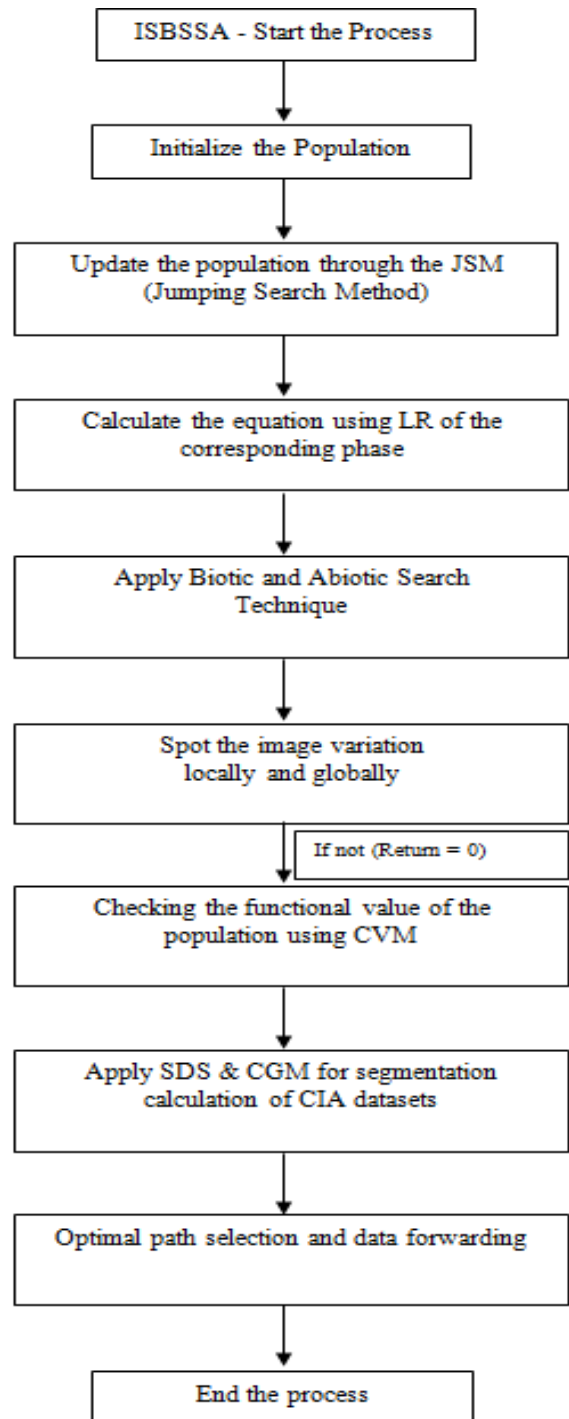 ISBSSA - Start the Process
Initialize the Population
Update the population through the JSM
(Jumping Search Method)
Calculate the equation using LR of the
corresponding phase
Apply Biotic and Abiotic Search
Technique
Spot the image variation
locally and globally
If not (Return = 0)
Checking the functional value of the
population using CVM
Apply SDS & CGM for segmentation
calculation of CIA datasets
Optimal path selection and data forwarding
End the process